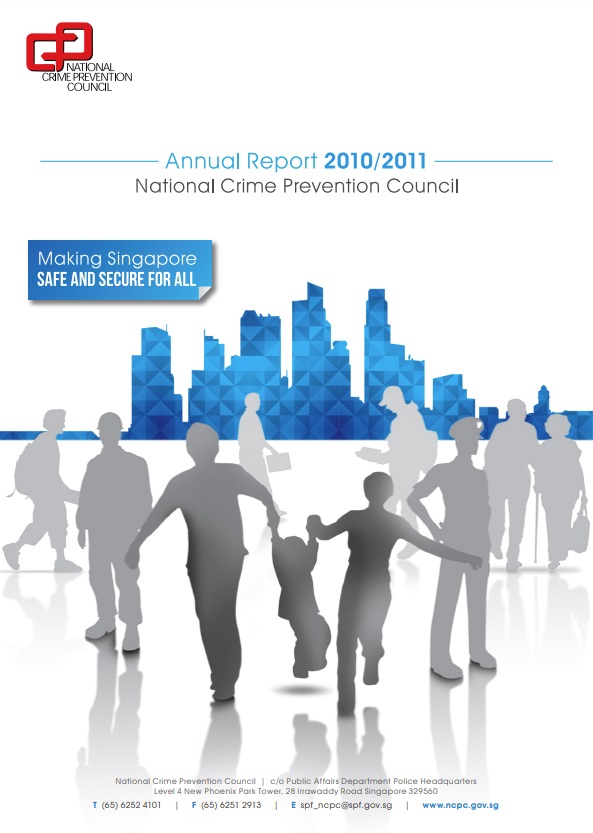 NATIONAL
CRIME PREVENTION
COUNCIL
Annual Report 2010/2011
National Crime Prevention Council
Making Singapore
SAFE AND SECURE FOR ALL
National Crime Prevention Council | c/o Public Affairs Department Police Headquarters
Level 4 New Phoenix Park Tower, 28 Irrawaddy Road Singapore 329560
T (65) 6252 4101 | F (65) 6251 2913 | E spf_ncpc@spf.gov.sg | www.ncpc.gov.sg